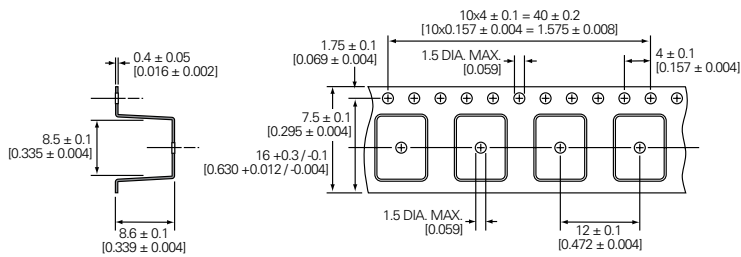 10x4 ± 0.1 = 40 ± 0.2
[10x0.157 ± 0.004 = 1.575 ± 0.008]
0.4 ± 0.05
[0.016 ± 0.002]
1.75 ± 0.1
[0.069 ± 0.004]
1.5 DIA. MAX.
[0.059]
4 ± 0.1
[0.157 ± 0.004]
8.5 ± 0.1
[0.335 ± 0.004]
7.5 ± 0.1
[0.295 ± 0.004]
16 +0.3 / -0.1
[0.630 +0.012 / -0.004]
8.6 ± 0.1
[0.339 ± 0.004]
1.5 DIA. MAX.
[0.059]
12 ± 0.1
[0.472 ± 0.004]